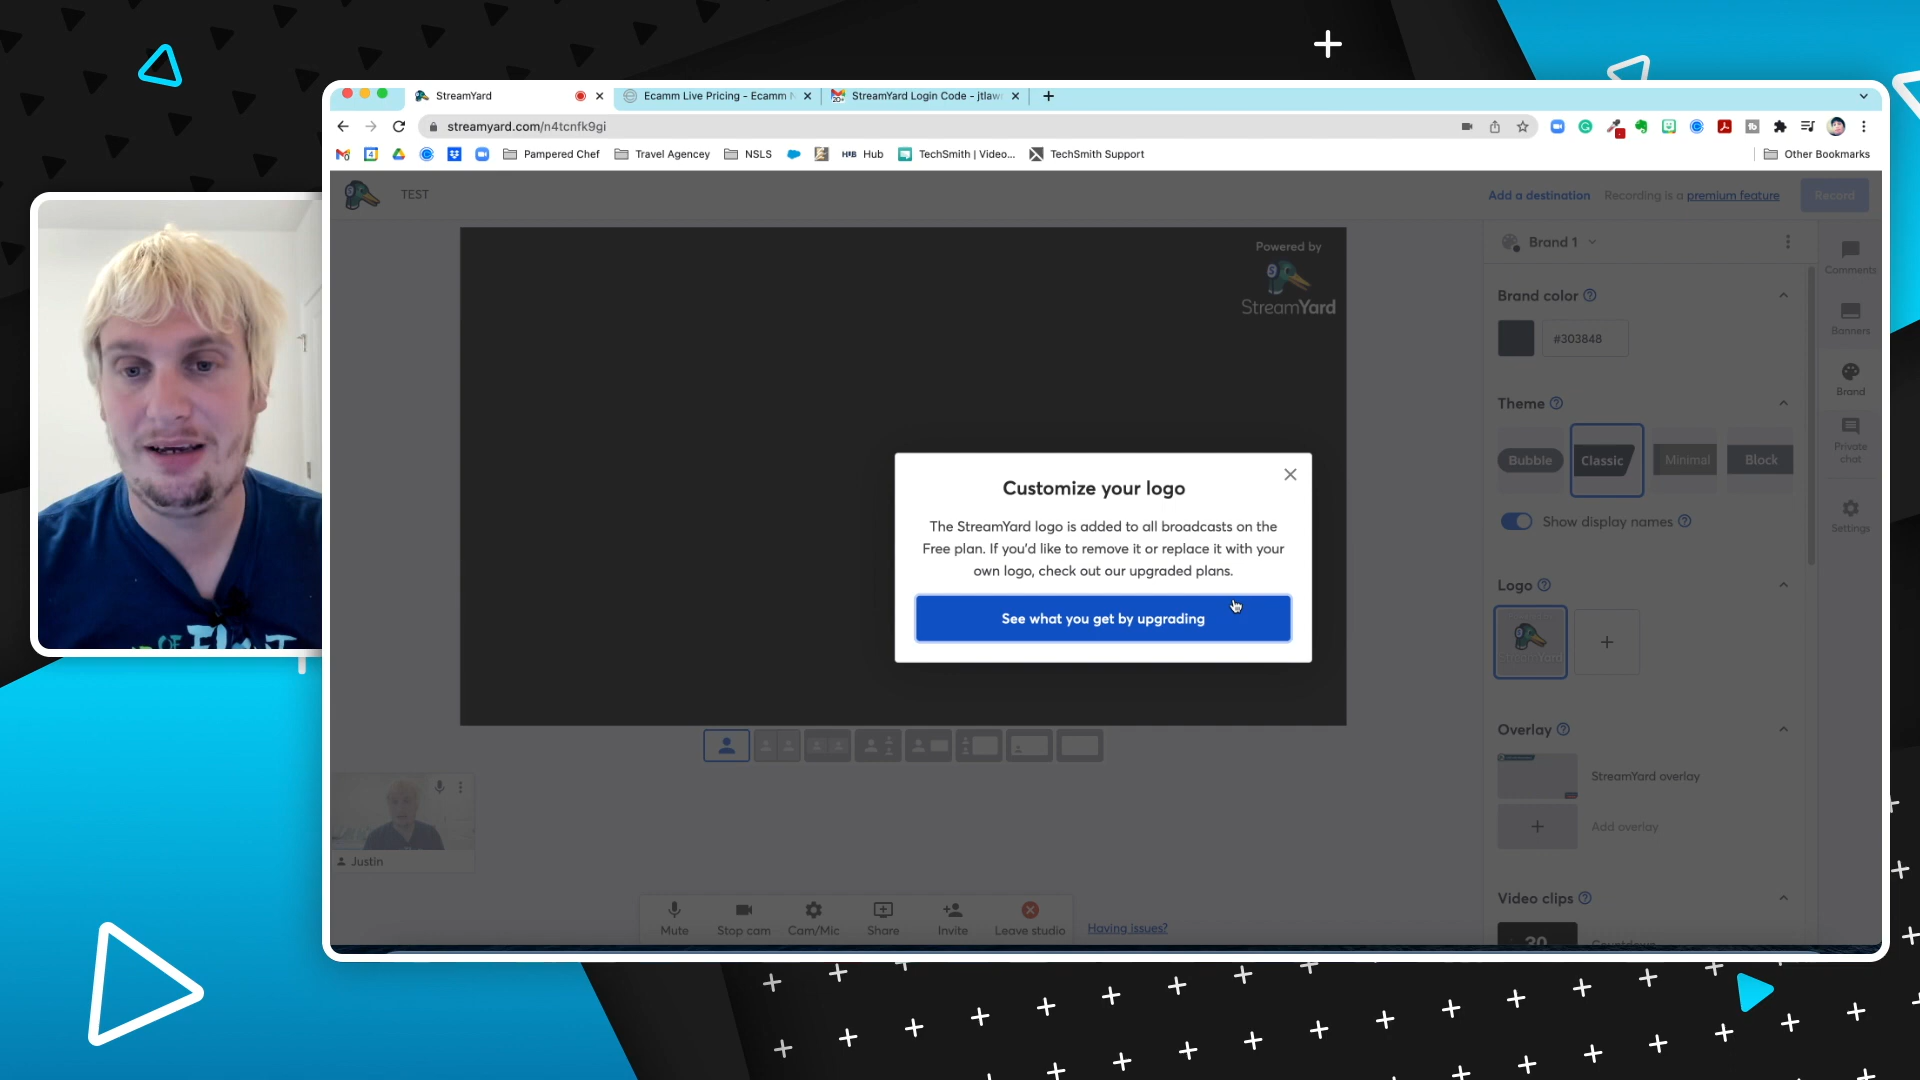 StreamYard
Ecamm Live Pricing - Ecamm N
StreamYard Login Code - jtlaw
streamyard.com/n4tcnfk9gi
Pampered Chef
Travel Agencey
NSLS
HIB Hub
TechSmith | Video...
TechSmith Support
Other Bookmarks
TEST
Add a destination
Recording is a premium feature
Record
Powered by
StreamYard
Brand 1
Brand color
#303848
Theme
Bubble
Classic
Minimal
Block
Show display names
Logo
Overlay
StreamYard overlay
Add overlay
Video clips
30
Countdown
Comments
Banners
Brand
Private
chat
Settings
Customize your logo
The StreamYard logo is added to all broadcasts on the
Free plan. If you'd like to remove it or replace it with your
own logo, check out our upgraded plans.
See what you get by upgrading
Justin
Mute
Stop cam
Cam/Mic
Share
Invite
Leave studio
Having issues?